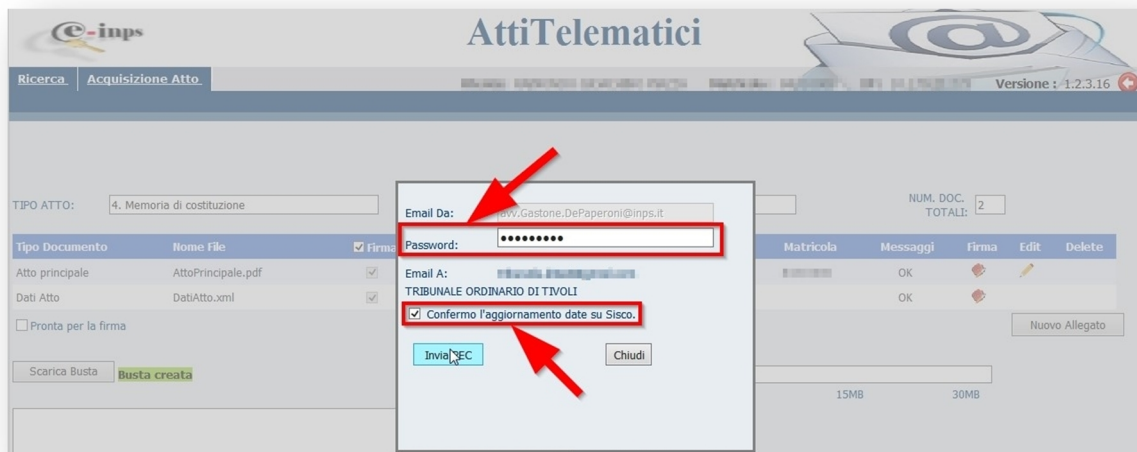 e-inps
AttiTelematici
Ricerca Acquisizione Atto
Versione : 1.2.3.16
TIPO ATTO: 4. Memoria di costituzione
NUM. DOC. TOTALI: 2
Tipo Documento Nome File Firma Matricola Messaggi Firma Edit Delete
Atto principale AttoPrincipale.pdf OK
Dati Atto DatiAtto.xml OK
Pronta per la firma
Nuovo Allegato
Scarica Busta Busta creata
15MB 30MB
Email Da: avv.Gastone.DePaperoni@inps.it
Password: •••••••••
Email A:
TRIBUNALE ORDINARIO DI TIVOLI
Confermo l'aggiornamento date su Sisco.
Invia PEC Chiudi